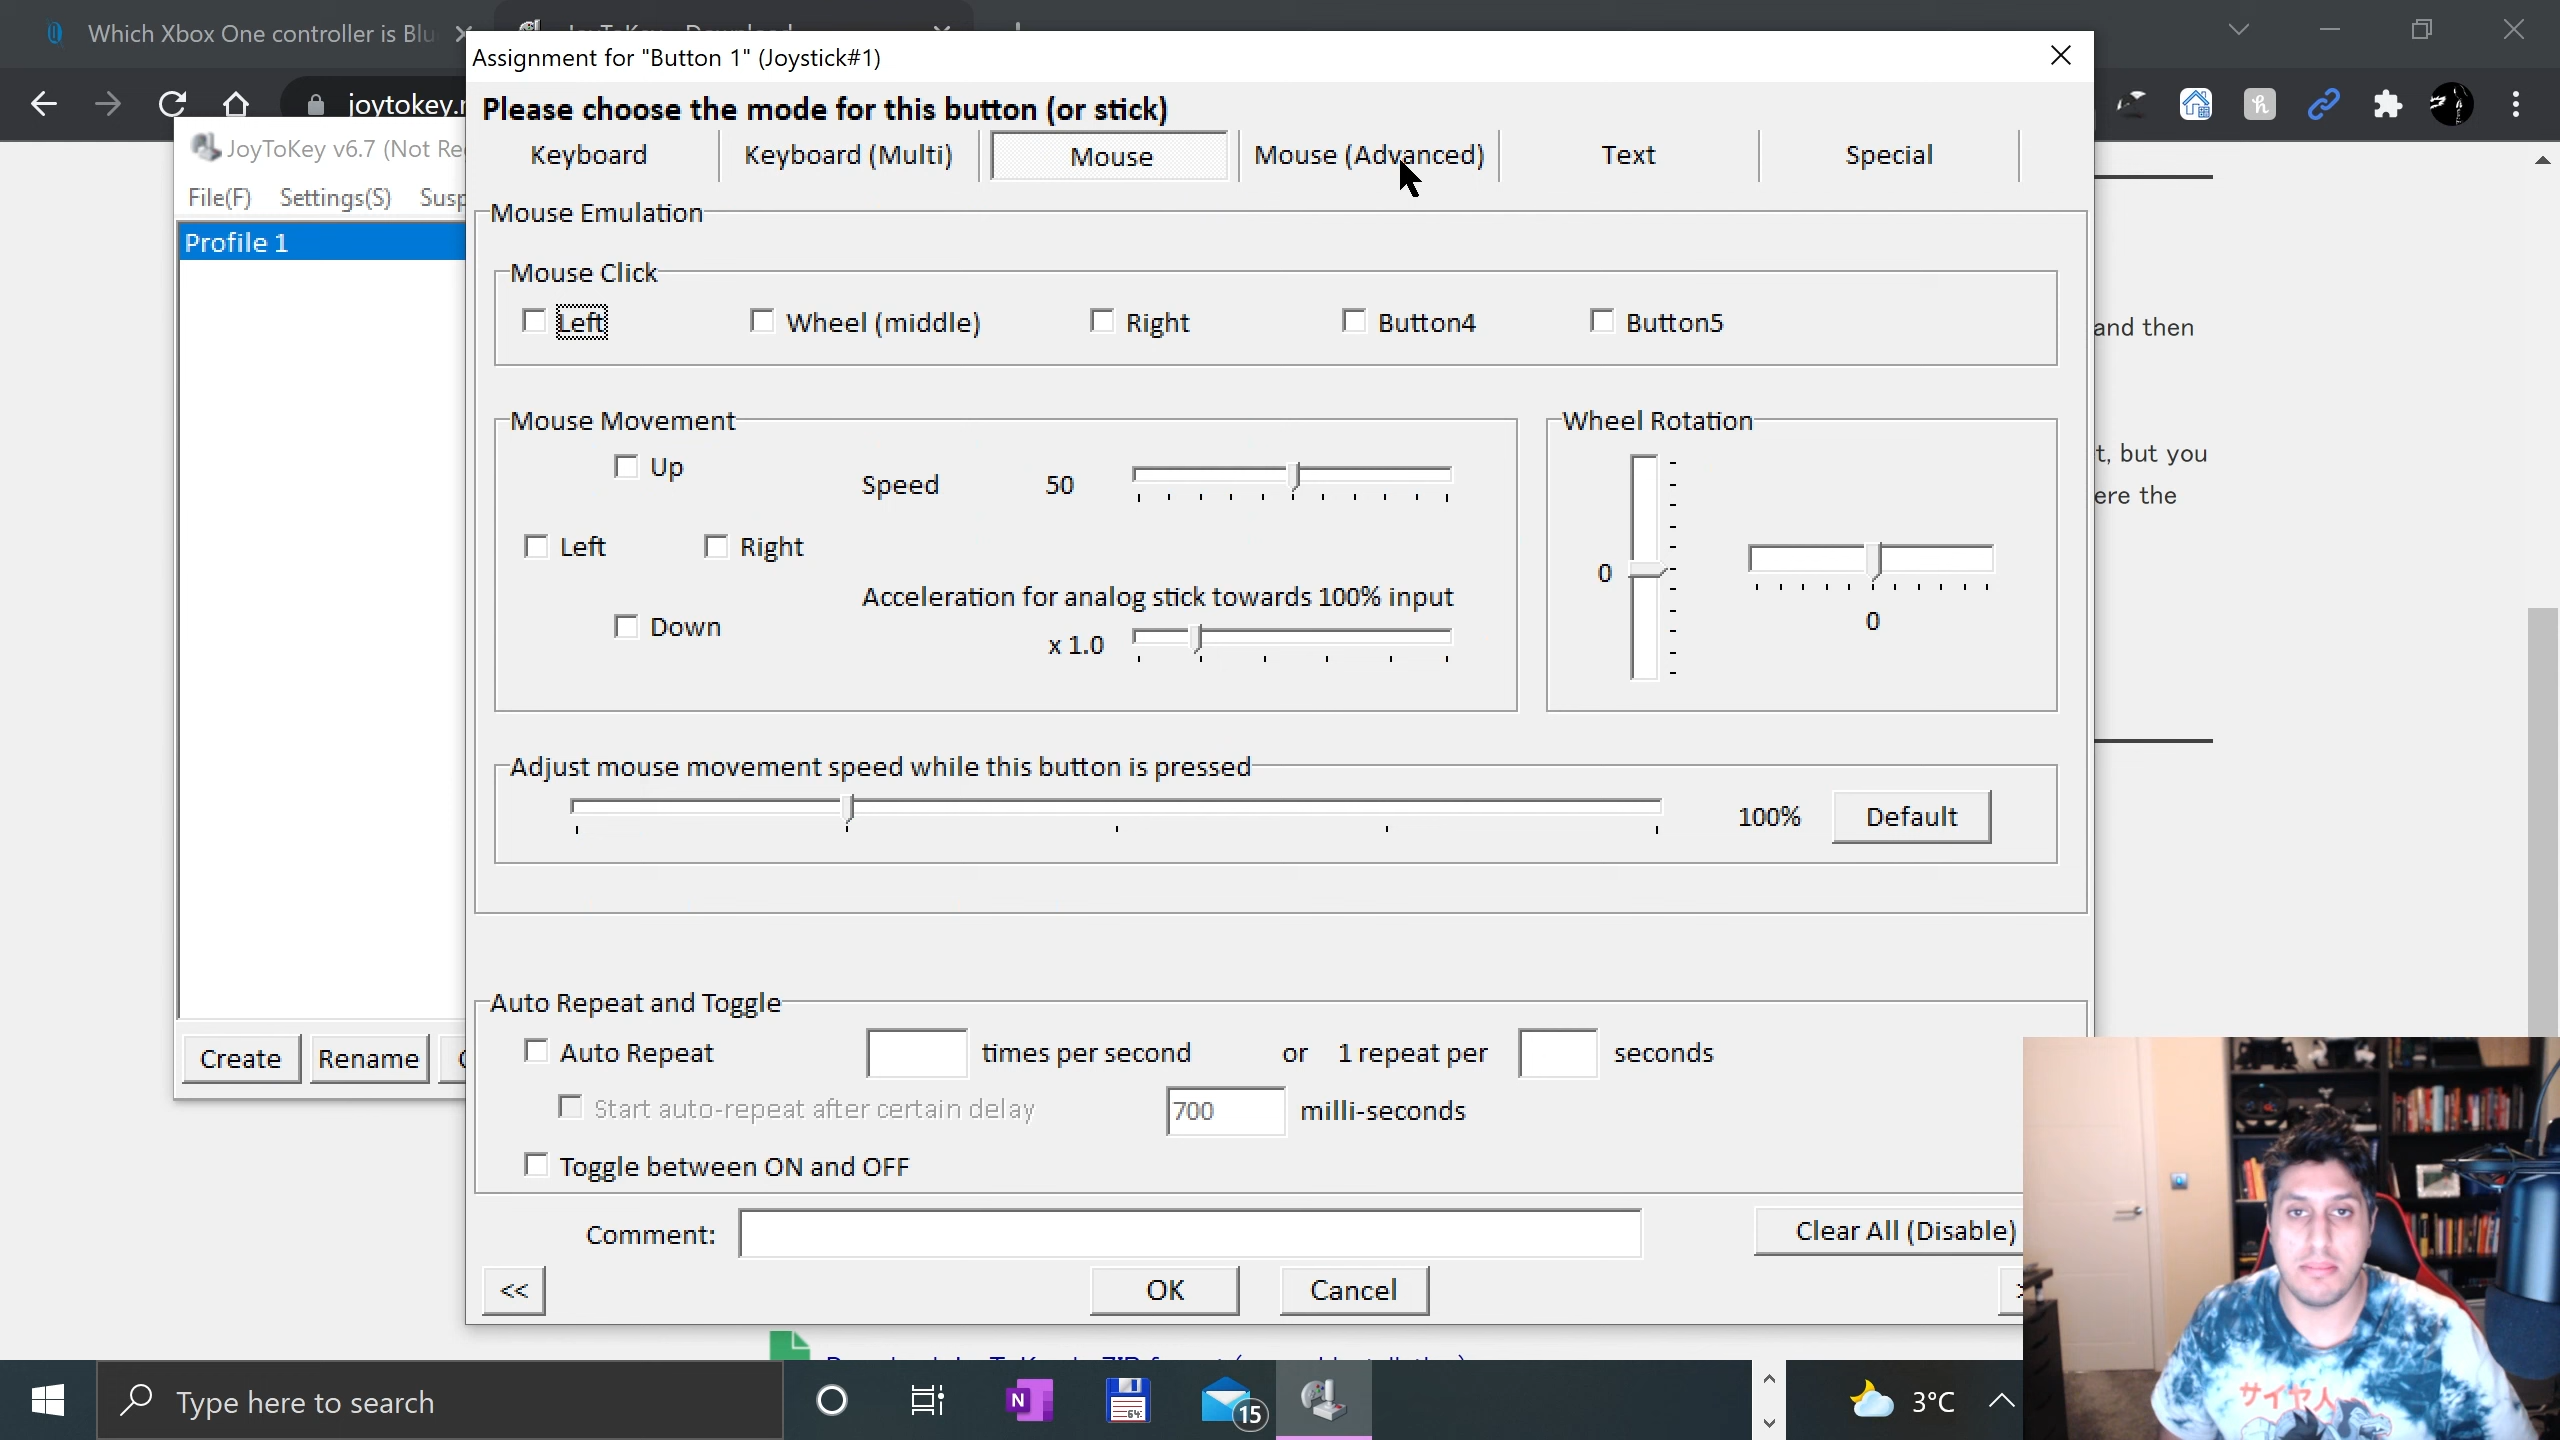 Which Xbox One controller is Blu
Assignment for "Button 1" (Joystick#1)
joytokey.r
Please choose the mode for this button (or stick)
JoyToKey v6.7 (Not Re
Keyboard
Keyboard (Multi)
Mouse
Mouse (Advanced)
Text
Special
File(F) Settings(S) Susp
Profile 1
Mouse Emulation
Mouse Click
Left
Wheel (middle)
Right
Button4
Button5
and then
Mouse Movement
Up
Speed 50
Left
Right
Down
Acceleration for analog stick towards 100% input
x 1.0
Wheel Rotation
0
0
t, but you
ere the
Adjust mouse movement speed while this button is pressed
100%
Default
Auto Repeat and Toggle
Auto Repeat
times per second or 1 repeat per seconds
Start auto-repeat after certain delay
700 milli-seconds
Toggle between ON and OFF
Create
Rename
Comment:
Clear All (Disable)
<<
OK
Cancel
Type here to search
N
64
15
3°C
サイヤ人